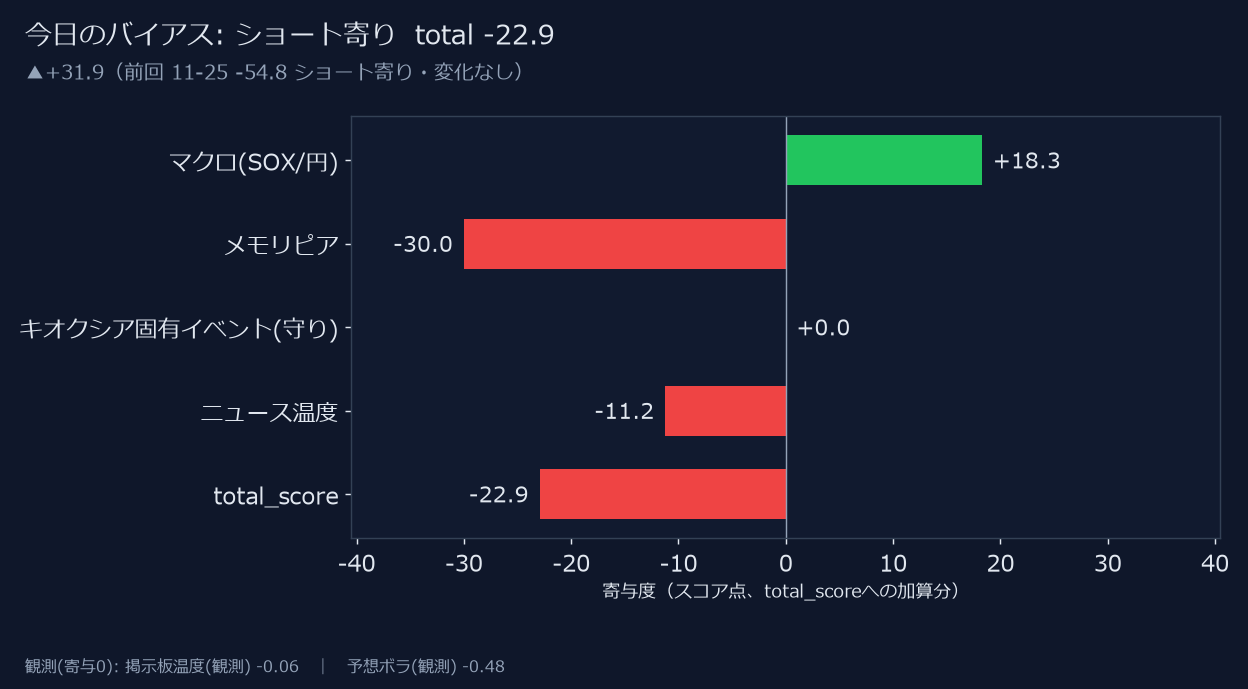 今日のバイアス: ショート寄り  total -22.9
▲+31.9（前回 11-25 -54.8 ショート寄り・変化なし）
マクロ(SOX/円)
+18.3
メモリピア
-30.0
キオクシア固有イベント(守り)
+0.0
ニュース温度
-11.2
total_score
-22.9
-40 -30 -20 -10 0 10 20 30 40
寄与度（スコア点、total_scoreへの加算分）
観測(寄与0): 掲示板温度(観測) -0.06 ｜ 予想ボラ(観測) -0.48